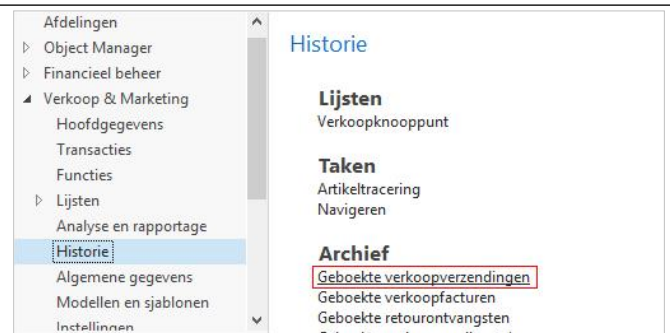 Afdelingen
Object Manager
Financieel beheer
Verkoop & Marketing
Hoofdgegevens
Transacties
Functies
Lijsten
Analyse en rapportage
Historie
Algemene gegevens
Modellen en sjablonen
Instellingen
Historie
Lijsten
Verkoopknooppunt
Taken
Artikeltracering
Navigeren
Archief
Geboekte verkoopverzendingen
Geboekte verkoopfacturen
Geboekte retourontvangsten